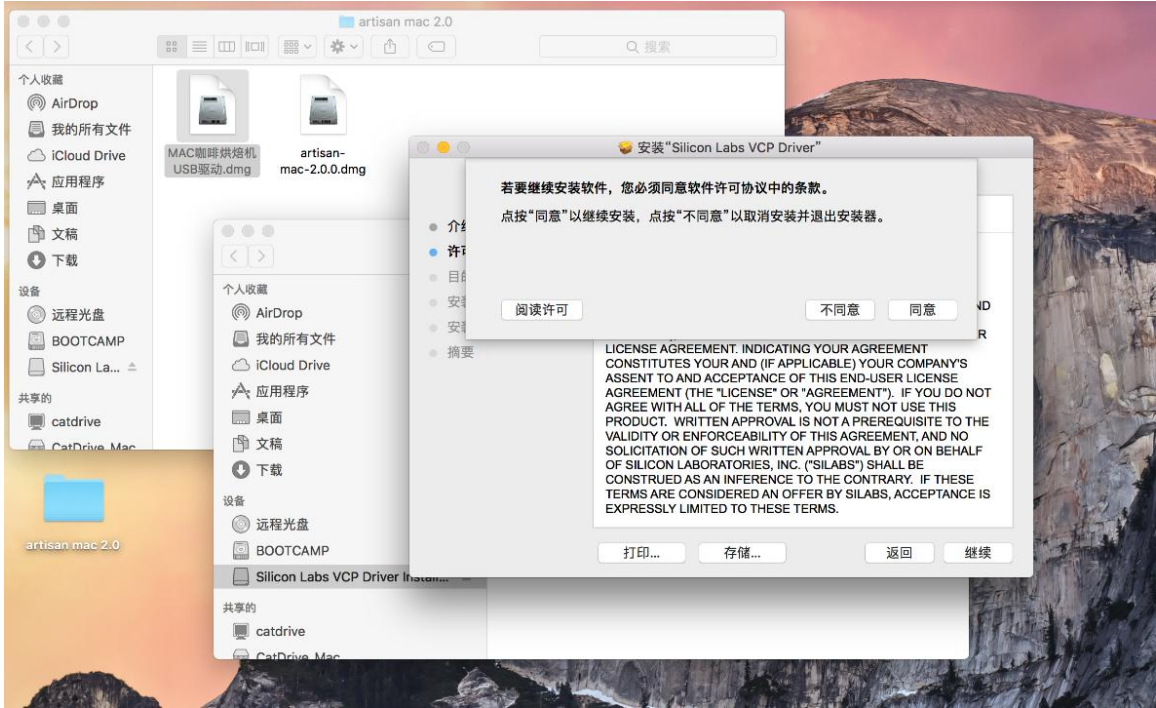 artisan mac 2.0
搜索
个人收藏
AirDrop
我的所有文件
iCloud Drive
应用程序
桌面
文稿
下载
设备
远程光盘
BOOTCAMP
Silicon La...
共享的
catdrive
CatDrive Mac
MAC咖啡烘焙机
USB驱动.dmg
artisan-
mac-2.0.0.dmg
artisan mac 2.0
个人收藏
AirDrop
我的所有文件
iCloud Drive
应用程序
桌面
文稿
下载
设备
远程光盘
BOOTCAMP
Silicon Labs VCP Driver Install...
共享的
catdrive
CatDrive Mac
安装“Silicon Labs VCP Driver”
若要继续安装软件，您必须同意软件许可协议中的条款。
点按“同意”以继续安装，点按“不同意”以取消安装并退出安装器。
阅读许可
不同意
同意
摘要
LICENSE AGREEMENT. INDICATING YOUR AGREEMENT
CONSTITUTES YOUR AND (IF APPLICABLE) YOUR COMPANY'S
ASSENT TO AND ACCEPTANCE OF THIS END-USER LICENSE
AGREEMENT (THE "LICENSE" OR "AGREEMENT"). IF YOU DO NOT
AGREE WITH ALL OF THE TERMS, YOU MUST NOT USE THIS
PRODUCT. WRITTEN APPROVAL IS NOT A PREREQUISITE TO THE
VALIDITY OR ENFORCEABILITY OF THIS AGREEMENT, AND NO
SOLICITATION OF SUCH WRITTEN APPROVAL BY OR ON BEHALF
OF SILICON LABORATORIES, INC. ("SILABS") SHALL BE
CONSTRUED AS AN INFERENCE TO THE CONTRARY. IF THESE
TERMS ARE CONSIDERED AN OFFER BY SILABS, ACCEPTANCE IS
EXPRESSLY LIMITED TO THESE TERMS.
打印...
存储...
返回
继续